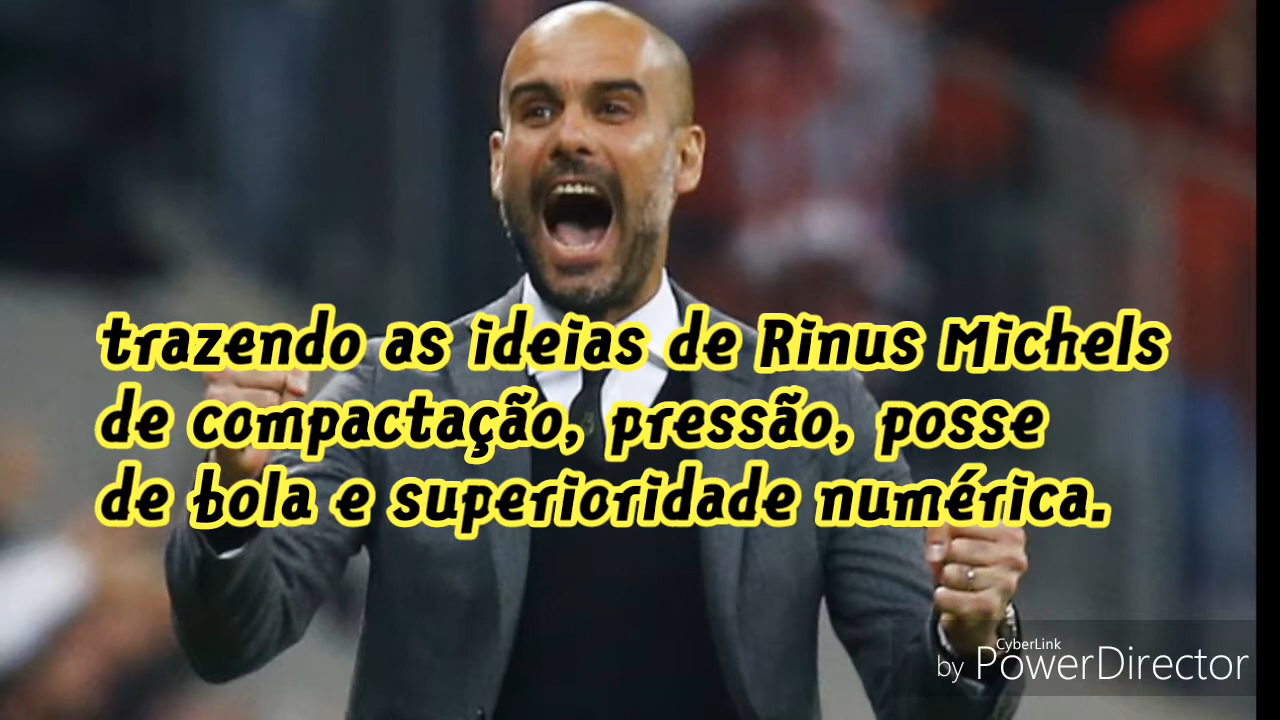 trazendo as ideias de Rinus Michels
de compactação, pressão, posse
de bola e superioridade numérica.
CyberLink
by PowerDirector